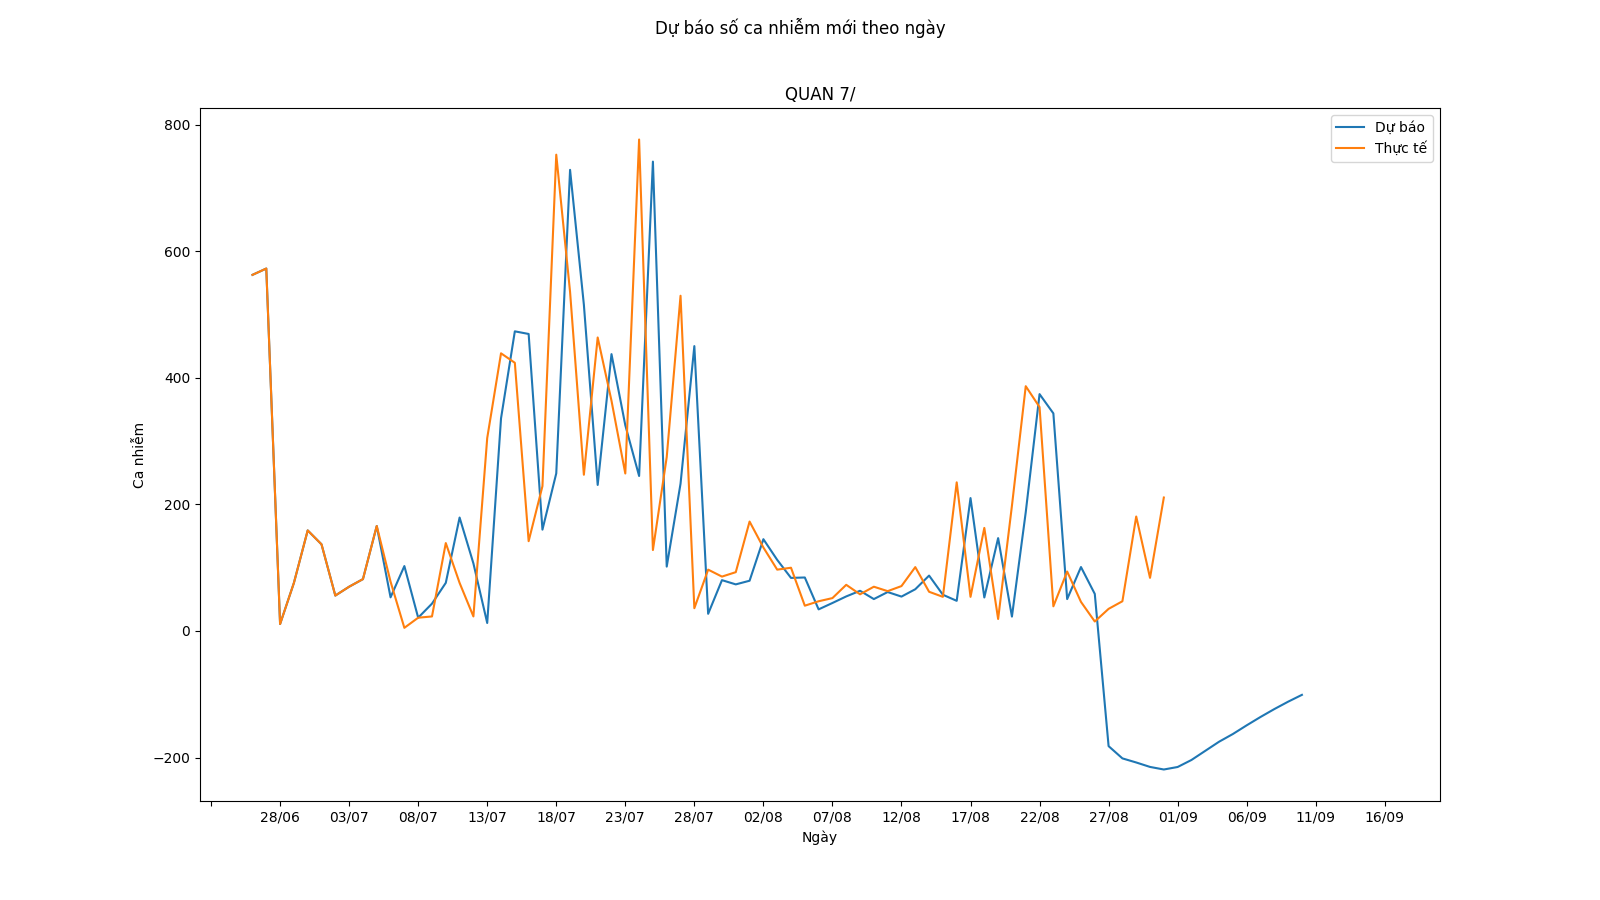 Dự báo số ca nhiễm mới theo ngày
QUAN 7/
Dự báo
Thực tế
800
600
400
200
0
−200
Ca nhiễm
28/06 03/07 08/07 13/07 18/07 23/07 28/07 02/08 07/08 12/08 17/08 22/08 27/08 01/09 06/09 11/09 16/09
Ngày